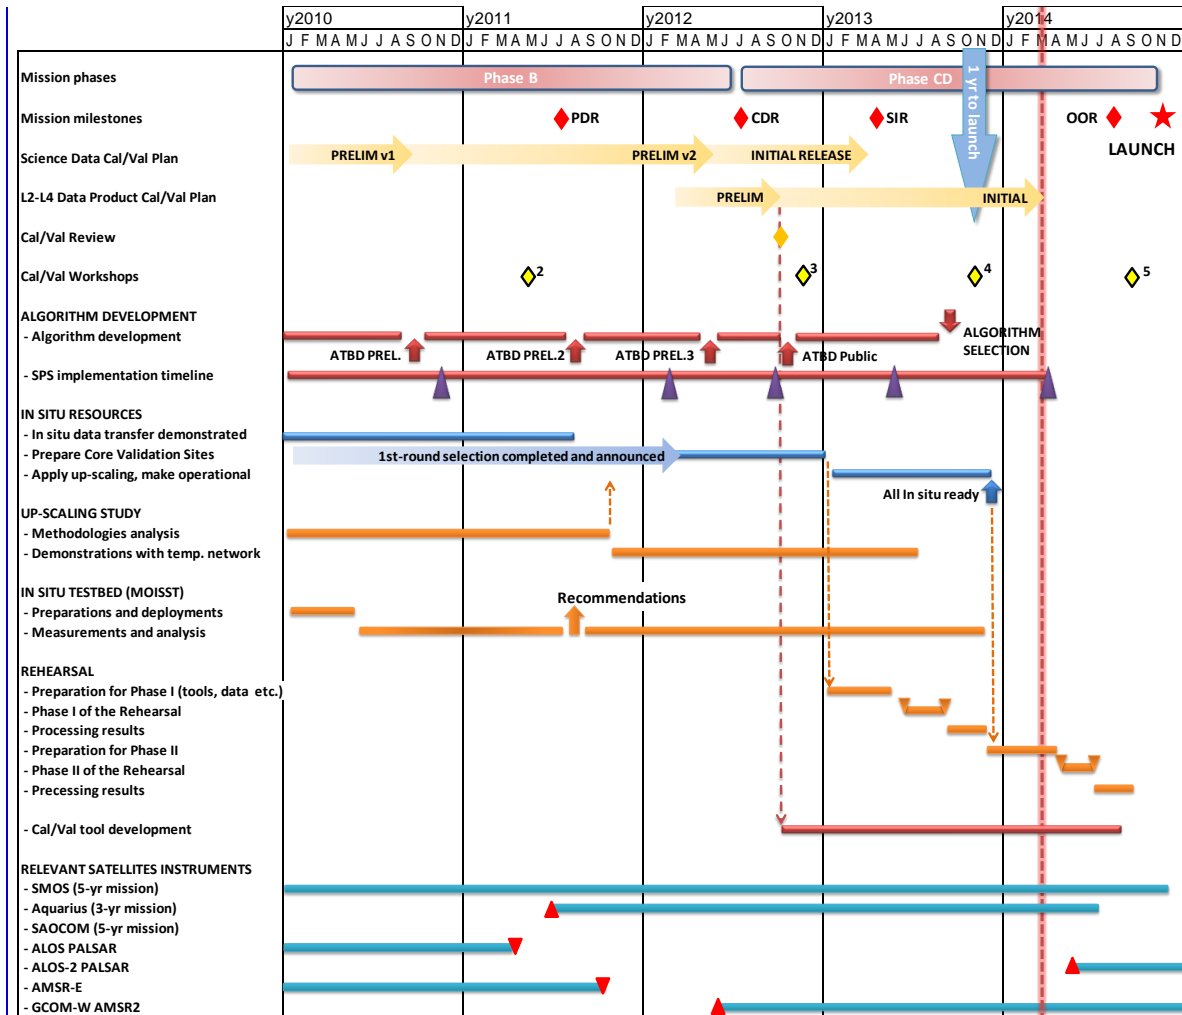 y2010 y2011 y2012 y2013 y2014
J F M A M J J A S O N D J F M A M J J A S O N D J F M A M J J A S O N D J F M A M J J A S O N D J F M A M J J A S O N D
Mission phases Phase B Phase CD
1 yr to launch
Mission milestones PDR CDR SIR OOR
LAUNCH
Science Data Cal/Val Plan PRELIM v1 PRELIM v2 INITIAL RELEASE
L2-L4 Data Product Cal/Val Plan PRELIM INITIAL
Cal/Val Review
Cal/Val Workshops 2 3 4 5
ALGORITHM DEVELOPMENT
- Algorithm development
ALGORITHM
SELECTION
ATBD PREL. ATBD PREL.2 ATBD PREL.3 ATBD Public
- SPS implementation timeline
IN SITU RESOURCES
- In situ data transfer demonstrated
- Prepare Core Validation Sites 1st-round selection completed and announced
- Apply up-scaling, make operational
All In situ ready
UP-SCALING STUDY
- Methodologies analysis
- Demonstrations with temp. network
IN SITU TESTBED (MOISST)
Recommendations
- Preparations and deployments
- Measurements and analysis
REHEARSAL
- Preparation for Phase I (tools, data etc.)
- Phase I of the Rehearsal
- Processing results
- Preparation for Phase II
- Phase II of the Rehearsal
- Precessing results
- Cal/Val tool development
RELEVANT SATELLITES INSTRUMENTS
- SMOS (5-yr mission)
- Aquarius (3-yr mission)
- SAOCOM (5-yr mission)
- ALOS PALSAR
- ALOS-2 PALSAR
- AMSR-E
- GCOM-W AMSR2